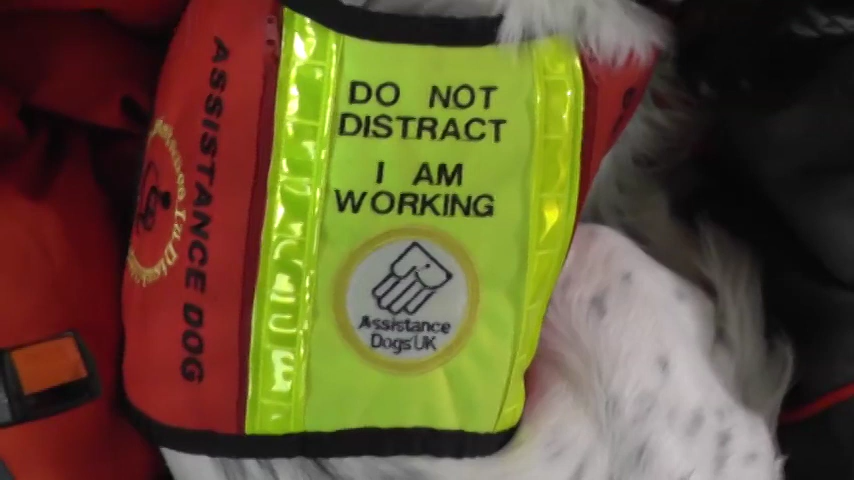 ASSISTANCE DOG
DO NOT
DISTRACT
I AM
WORKING
Assistance
Dogs UK